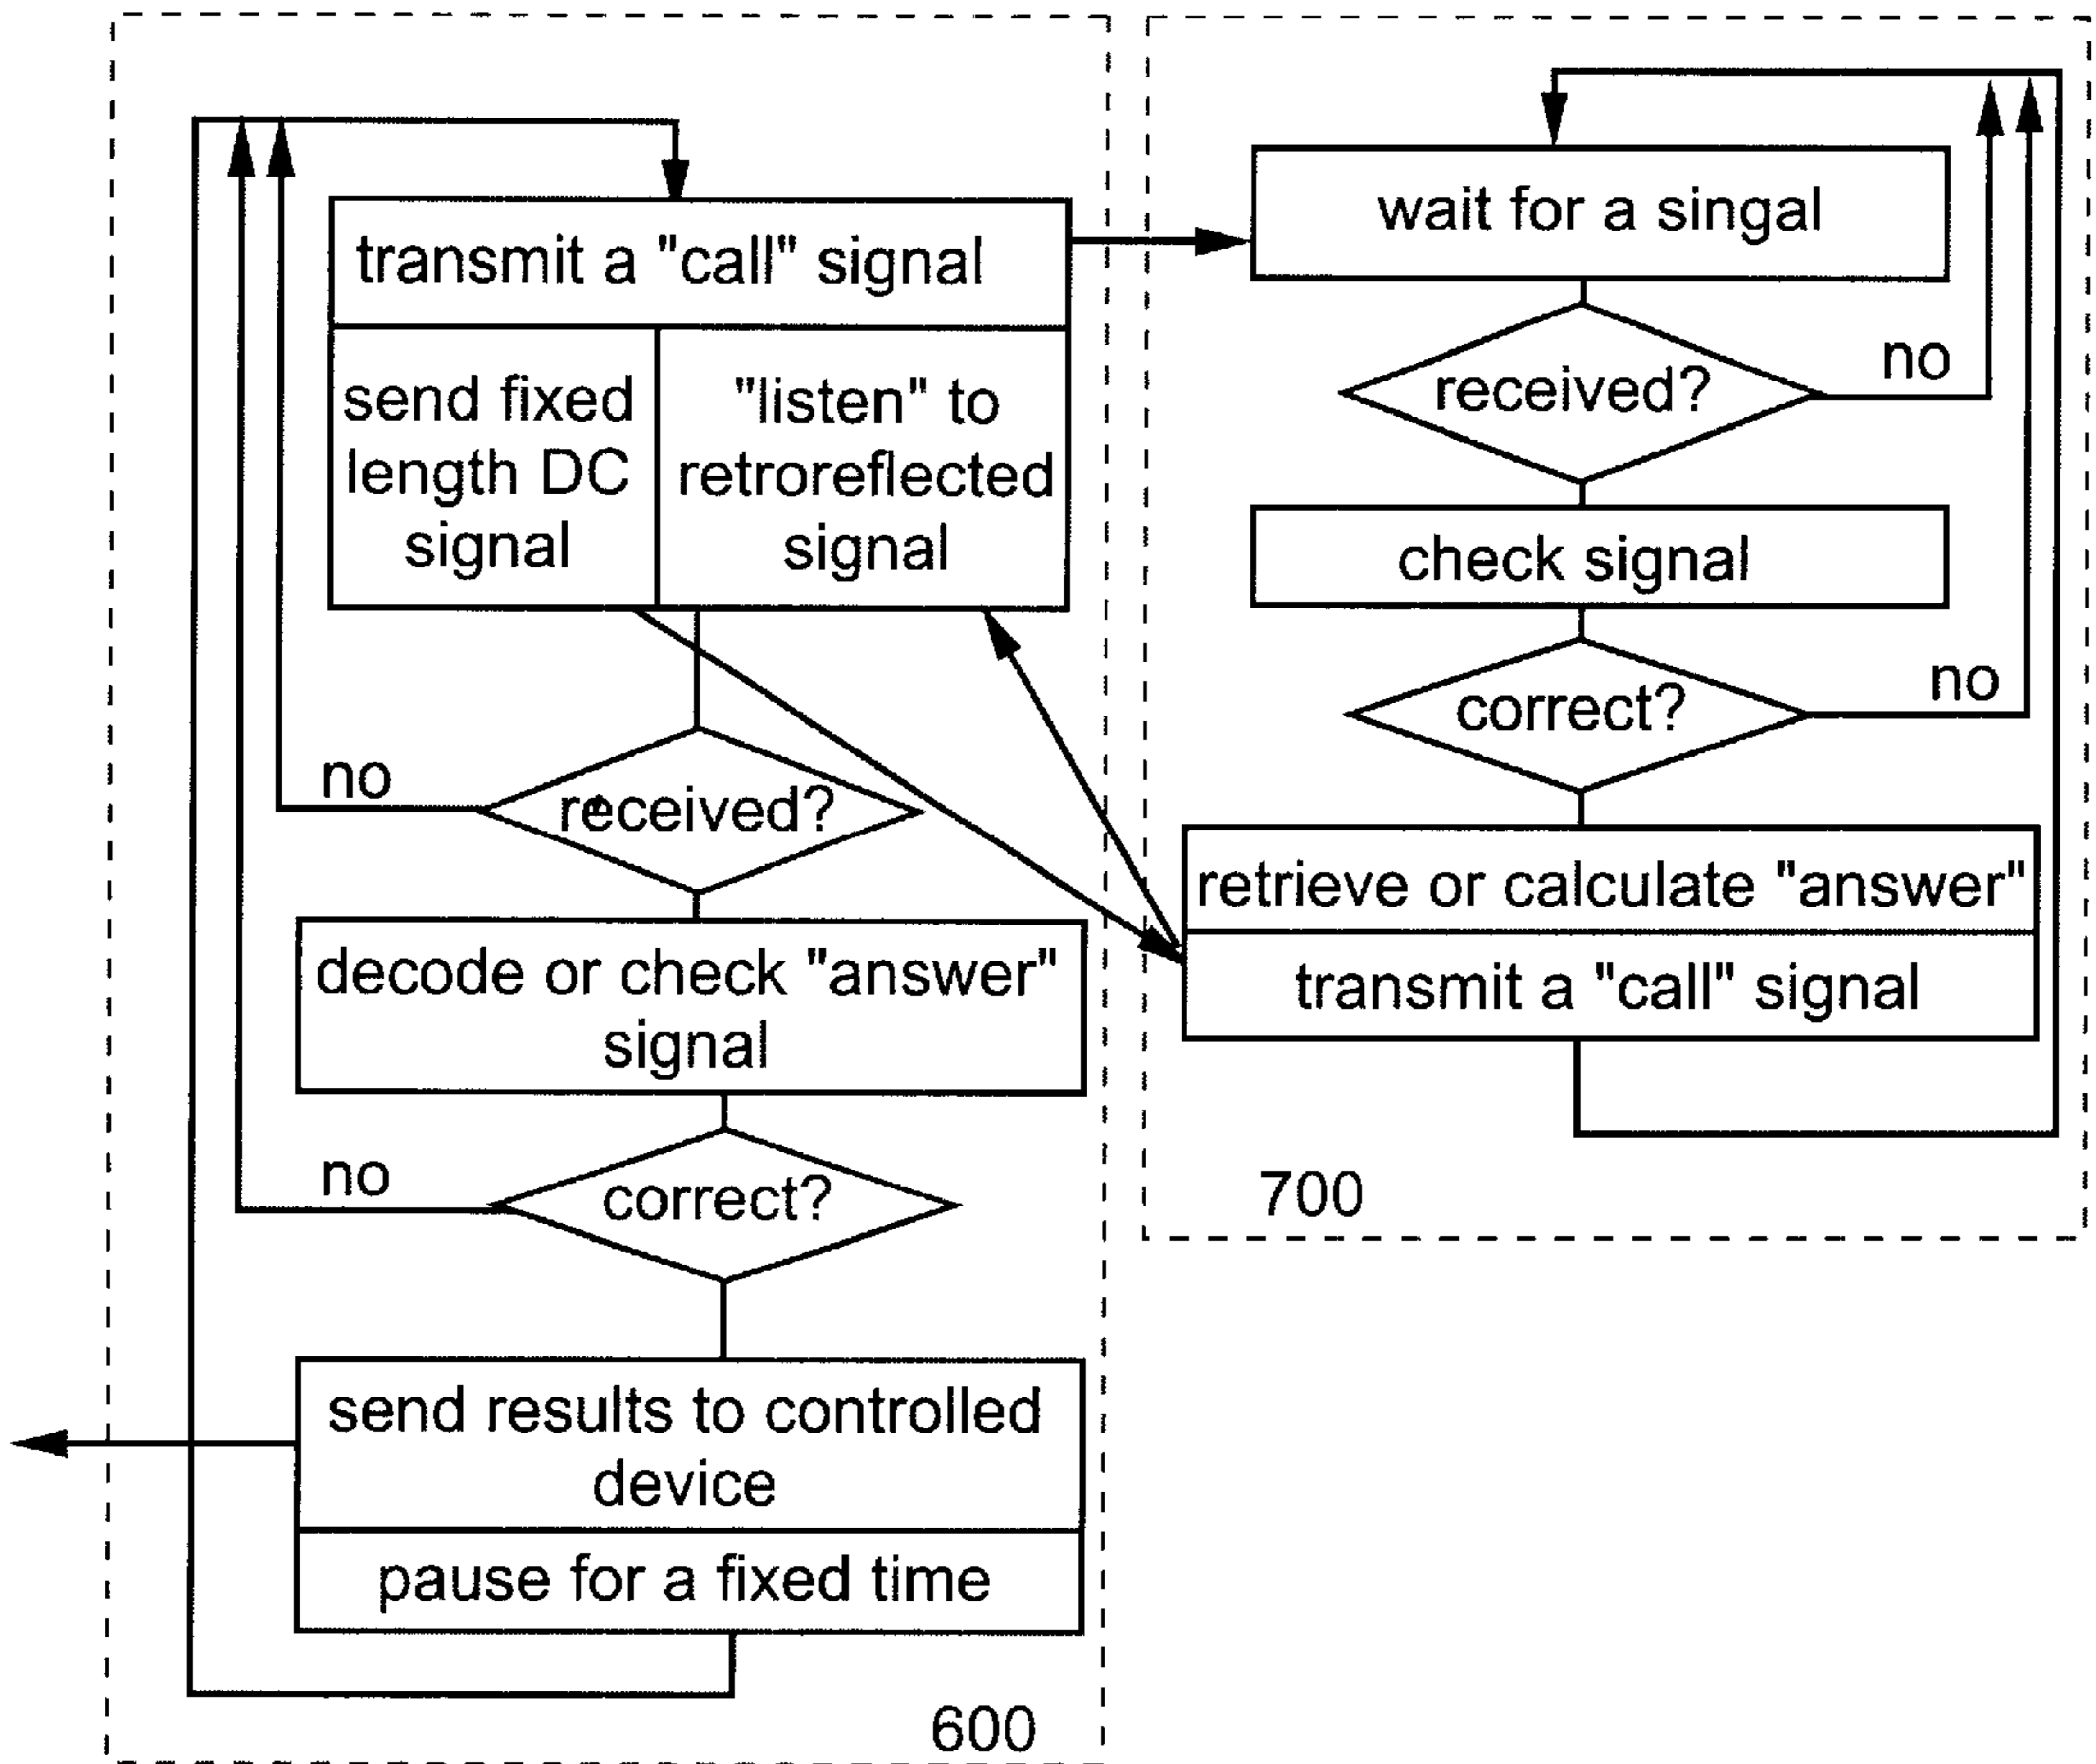 transmit a "call" signal
send fixed
length DC
signal
"listen" to
retroreflected
signal
no
received?
decode or check "answer"
signal
no
correct?
send results to controlled
device
pause for a fixed time
600
wait for a singal
received?
no
check signal
correct?
no
retrieve or calculate "answer"
transmit a "call" signal
700